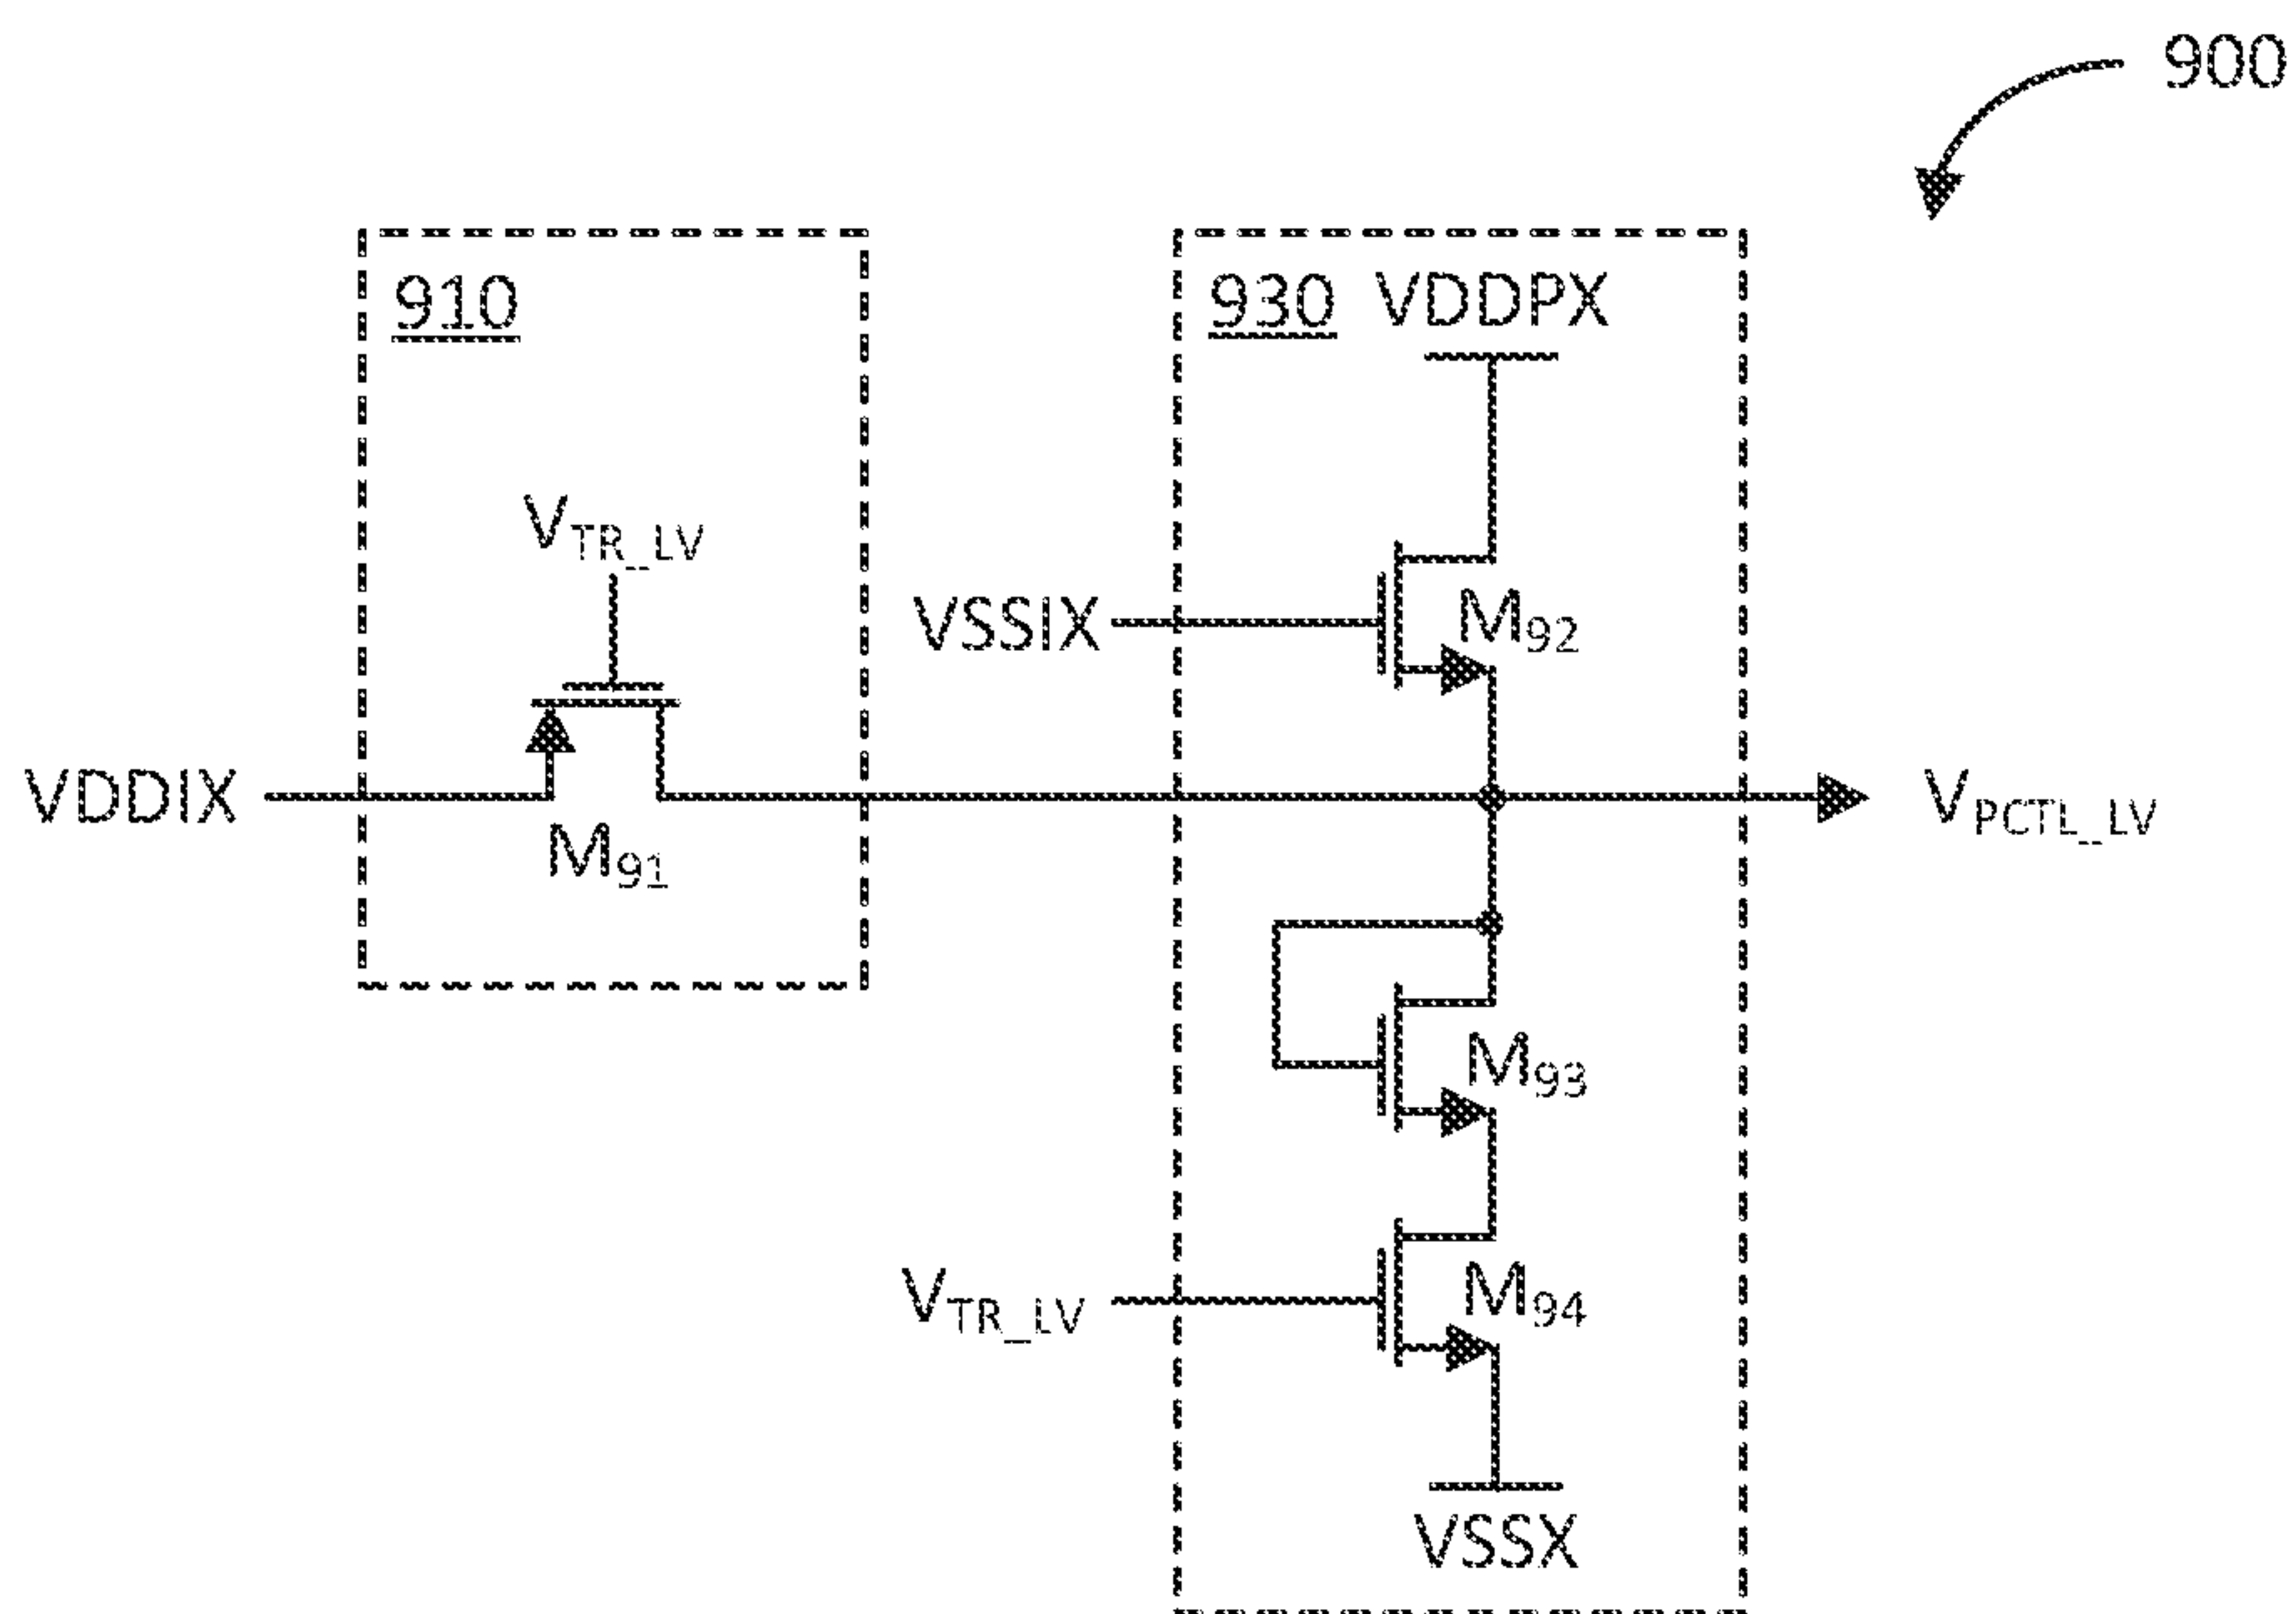 900
910
930 VDDPX
VTR_LV
VSSIX
M92
VDDIX
VPCTL_LV
M91
M93
VTR_LV
M94
VSSX